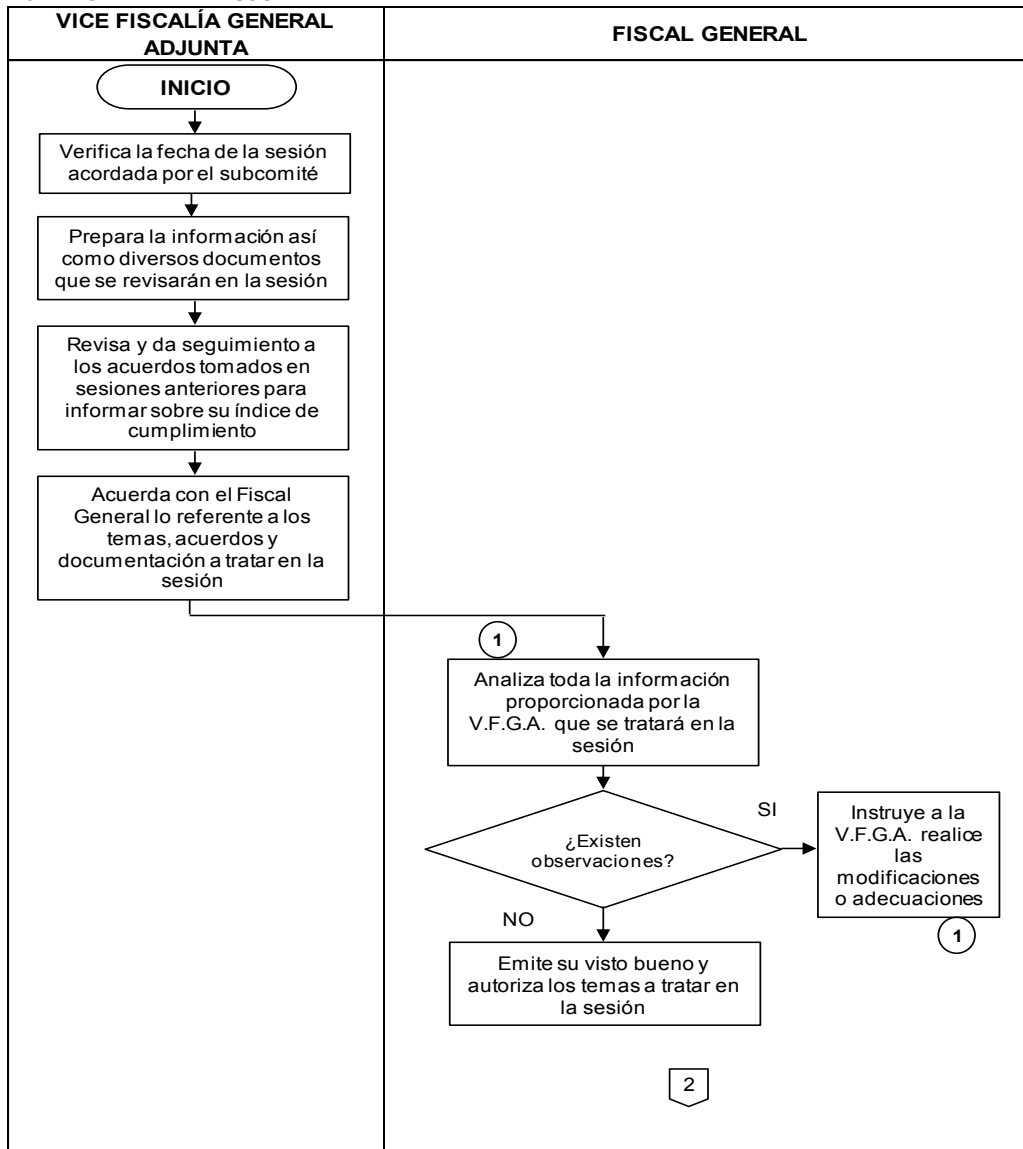 VICE FISCALÍA GENERAL
ADJUNTA
FISCAL GENERAL
INICIO
Verifica la fecha de la sesión
acordada por el subcomité
Prepara la información así
como diversos documentos
que se revisarán en la sesión
Revisa y da seguimiento a
los acuerdos tomados en
sesiones anteriores para
informar sobre su índice de
cumplimiento
Acuerda con el Fiscal
General lo referente a los
temas, acuerdos y
documentación a tratar en la
sesión
1
Analiza toda la información
proporcionada por la
V.F.G.A. que se tratará en la
sesión
¿Existen
observaciones?
SI
Instruye a la
V.F.G.A. realice
las
modificaciones
o adecuaciones
1
NO
Emite su visto bueno y
autoriza los temas a tratar en
la sesión
2